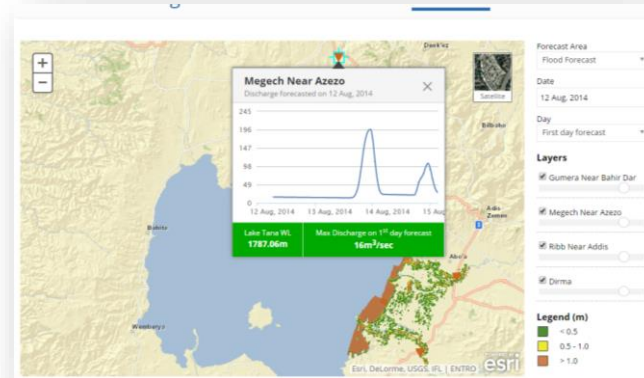 +
−
Megech Near Azezo
×
Discharge forecasted on 12 Aug, 2014
245
196
147
98
49
0
12 Aug, 2014 13 Aug, 2014 14 Aug, 2014 15 Aug
Lake Tana WL
1787.06m
Max Discharge on 1st day forecast
16m³/sec
Satellite
Addis
Zemen
Esri, DeLorme, USGS, IFL | ENTRO
esri
Forecast Area
Flood Forecast
Date
12 Aug, 2014
Day
First day forecast
Layers
Gumera Near Bahir Dar
Megech Near Azezo
Ribb Near Addis
Dirma
Legend (m)
< 0.5
0.5 - 1.0
> 1.0